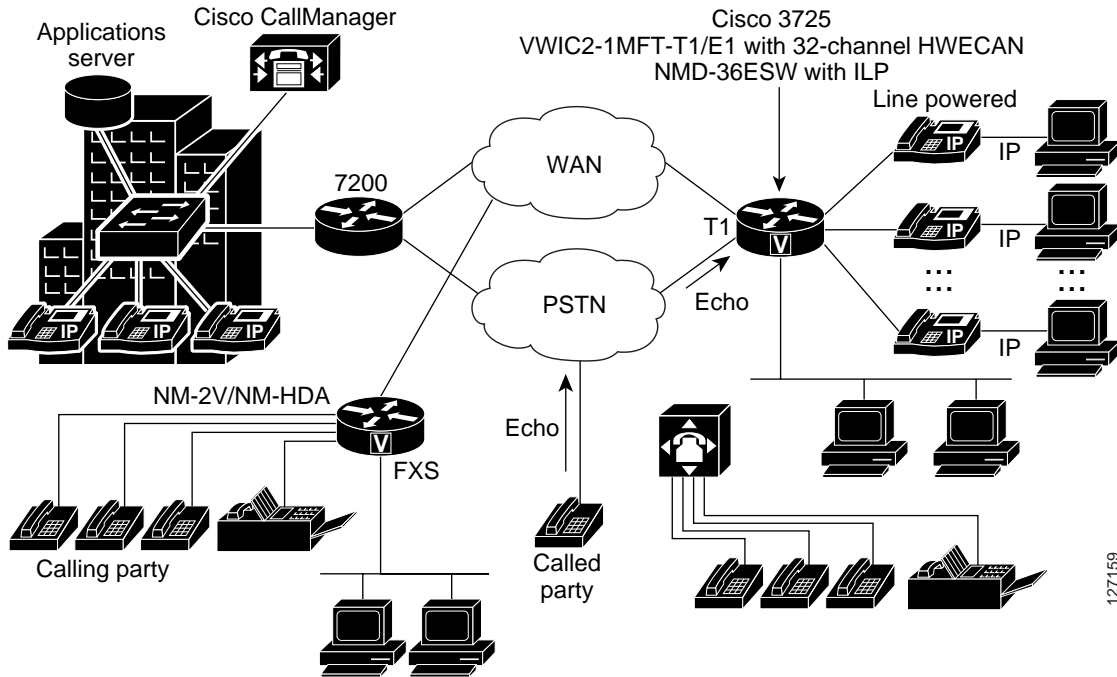 Cisco CallManager
Applications
server
Cisco 3725
VWIC2-1MFT-T1/E1 with 32-channel HWECAN
NMD-36ESW with ILP
Line powered
IP
IP
WAN
7200
T1
V
IP
IP
PSTN
Echo
...
...
...
...
IP
IP
IP
IP
IP
NM-2V/NM-HDA
Echo
V
FXS
Calling party
Called
party
127159